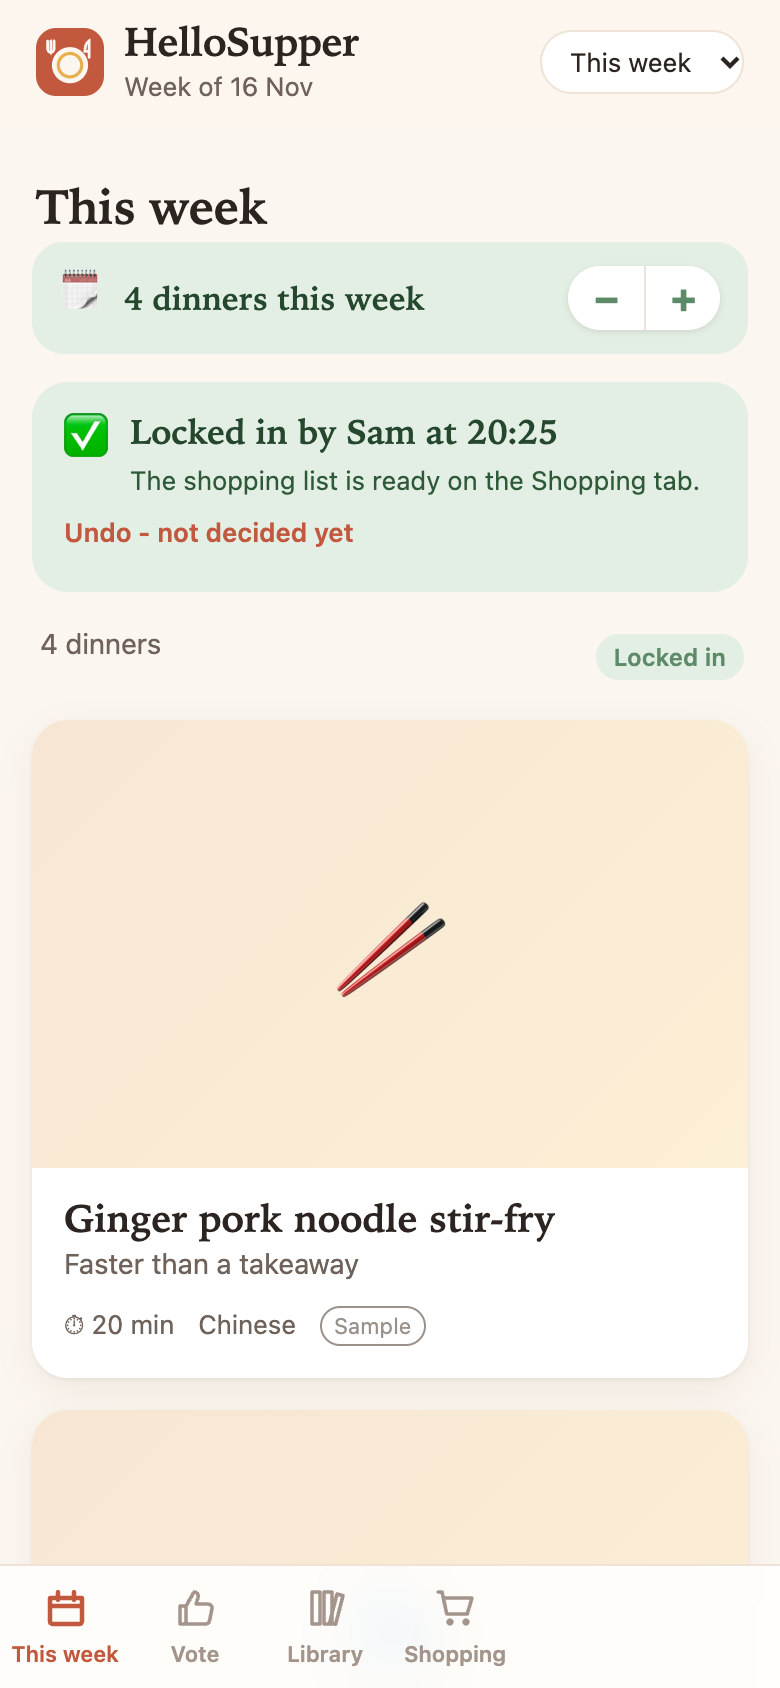 HelloSupper
Week of 16 Nov
This week
This week
4 dinners this week
− +
Locked in by Sam at 20:25
The shopping list is ready on the Shopping tab.
Undo - not decided yet
4 dinners
Locked in
Ginger pork noodle stir-fry
Faster than a takeaway
⏱ 20 min Chinese Sample
This week Vote Library Shopping